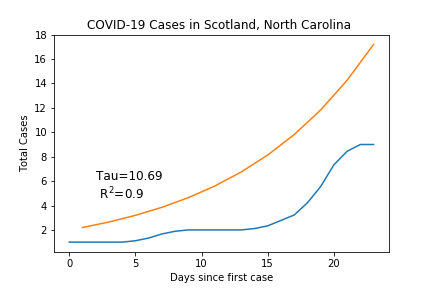 COVID-19 Cases in Scotland, North Carolina
Total Cases
18
16
14
12
10
8
6
4
2
Tau=10.69
R²=0.9
0 5 10 15 20
Days since first case